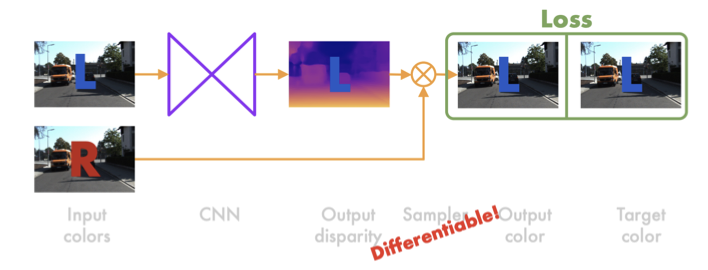 Loss
L
L
L
L
R
Input
colors
CNN
Output
disparity
Sampler
Output
color
Target
color
Differentiable!